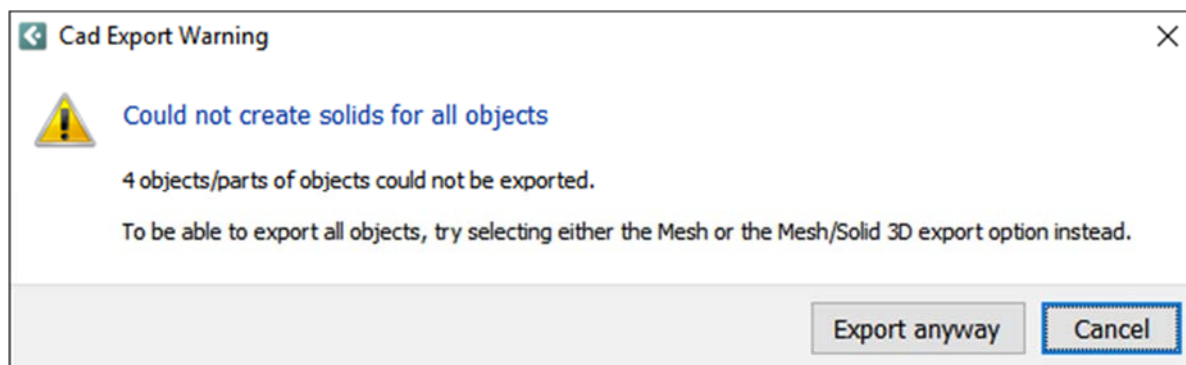 Cad Export Warning
Could not create solids for all objects
4 objects/parts of objects could not be exported.
To be able to export all objects, try selecting either the Mesh or the Mesh/Solid 3D export option instead.
Export anyway
Cancel